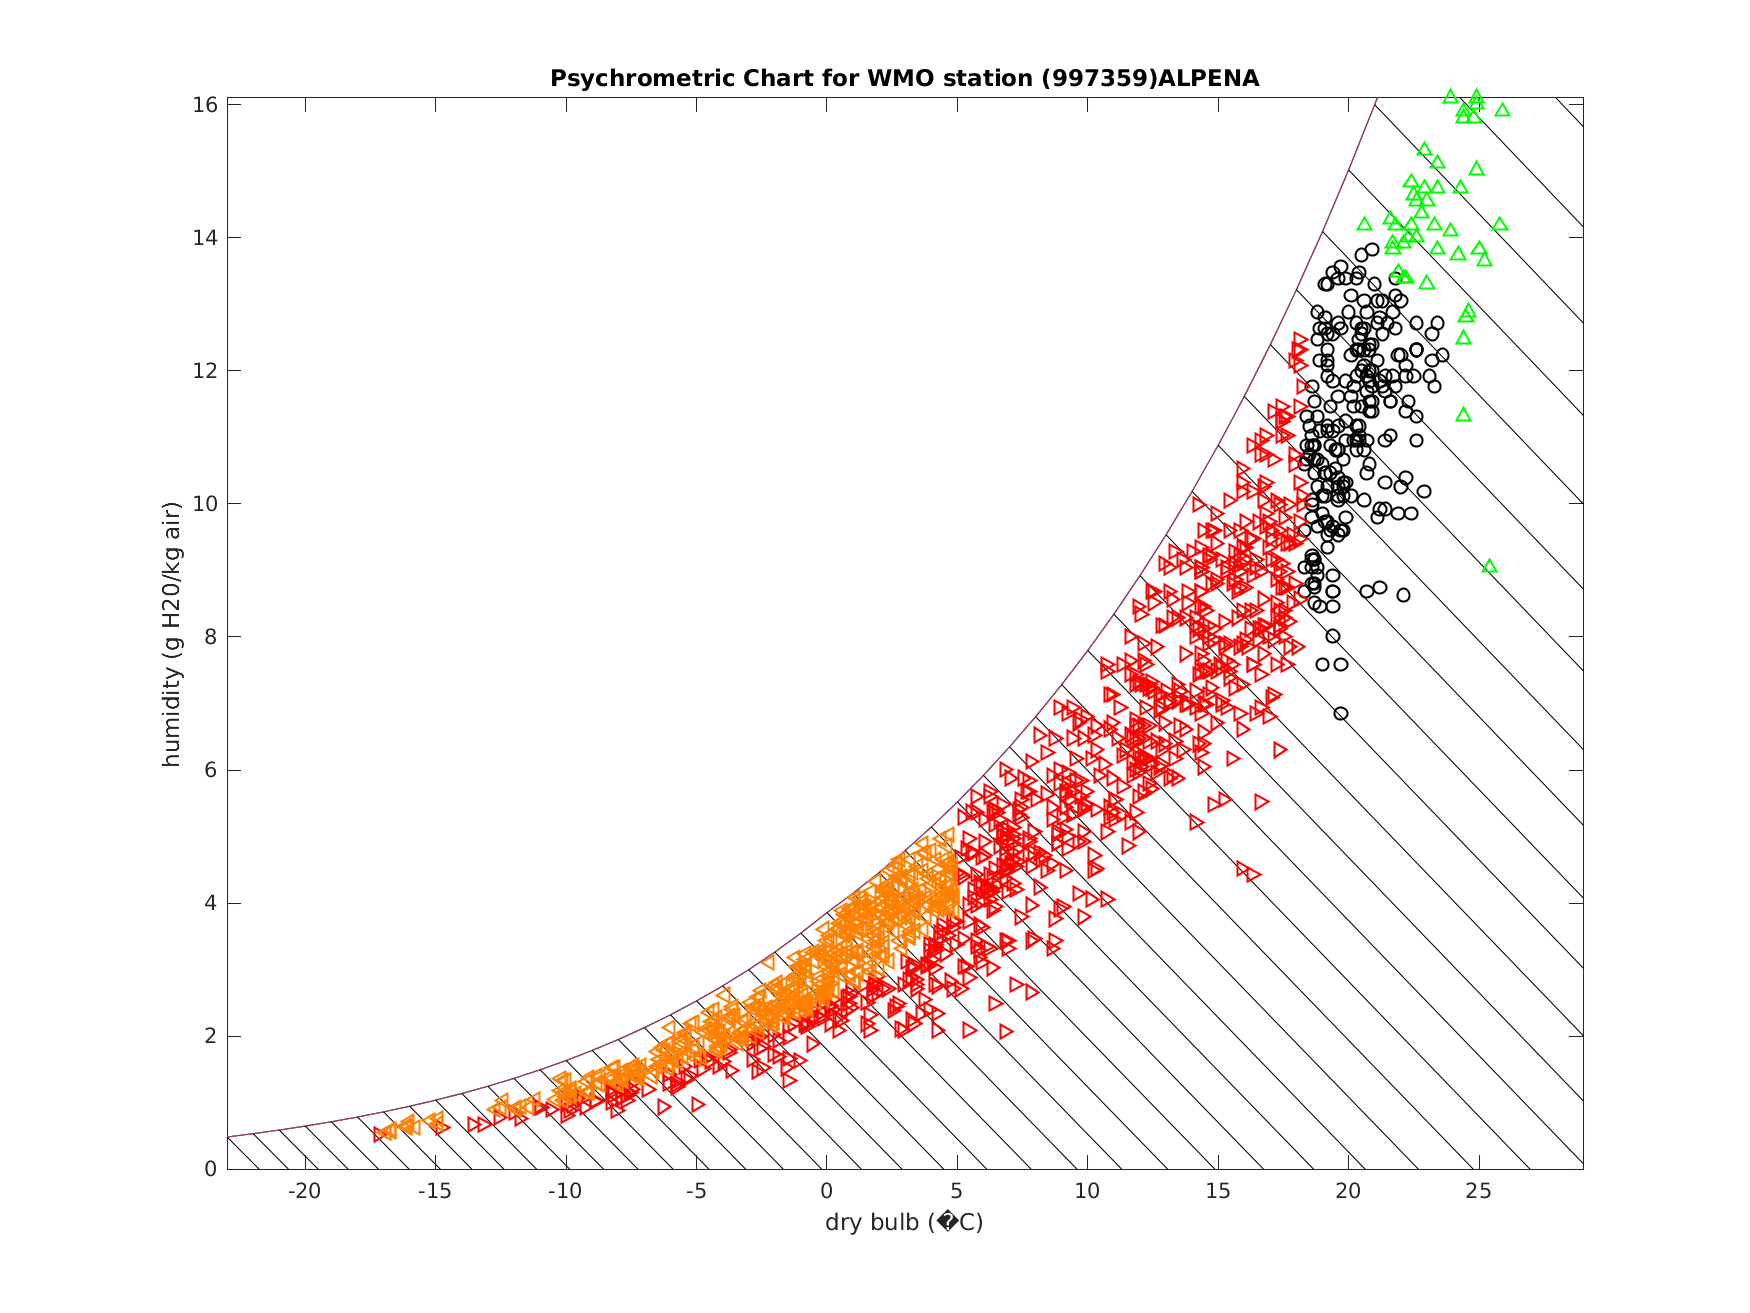 Psychrometric Chart for WMO station (997359)ALPENA
16
14
12
10
8
6
4
2
0
humidity (g H20/kg air)
-20 -15 -10 -5 0 5 10 15 20 25
dry bulb (�C)